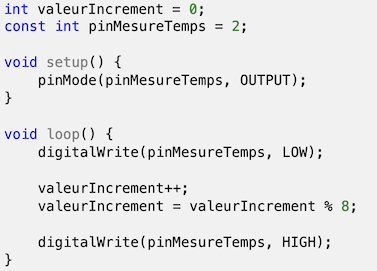 int valeurIncrement = 0;
const int pinMesureTemps = 2;

void setup() {
    pinMode(pinMesureTemps, OUTPUT);
}

void loop() {
    digitalWrite(pinMesureTemps, LOW);

    valeurIncrement++;
    valeurIncrement = valeurIncrement % 8;

    digitalWrite(pinMesureTemps, HIGH);
}